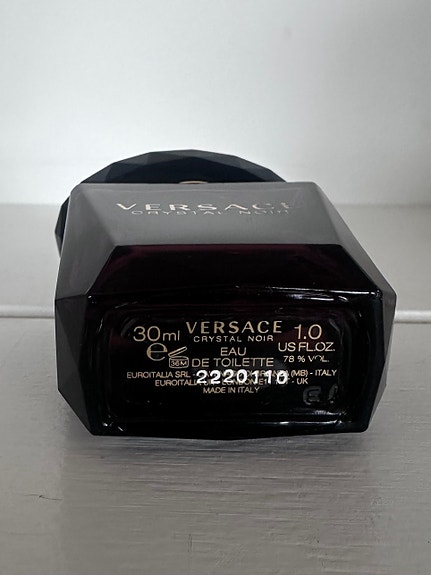 VERSACE
CRYSTAL NOIR
30ml VERSACE 1.0
CRYSTAL NOIR US FL.OZ.
e 36M EAU
DE TOILETTE 78 % VOL.
EUROITALIA SRL - (MB) - ITALY
2220110
EUROITALIA - UK
MADE IN ITALY